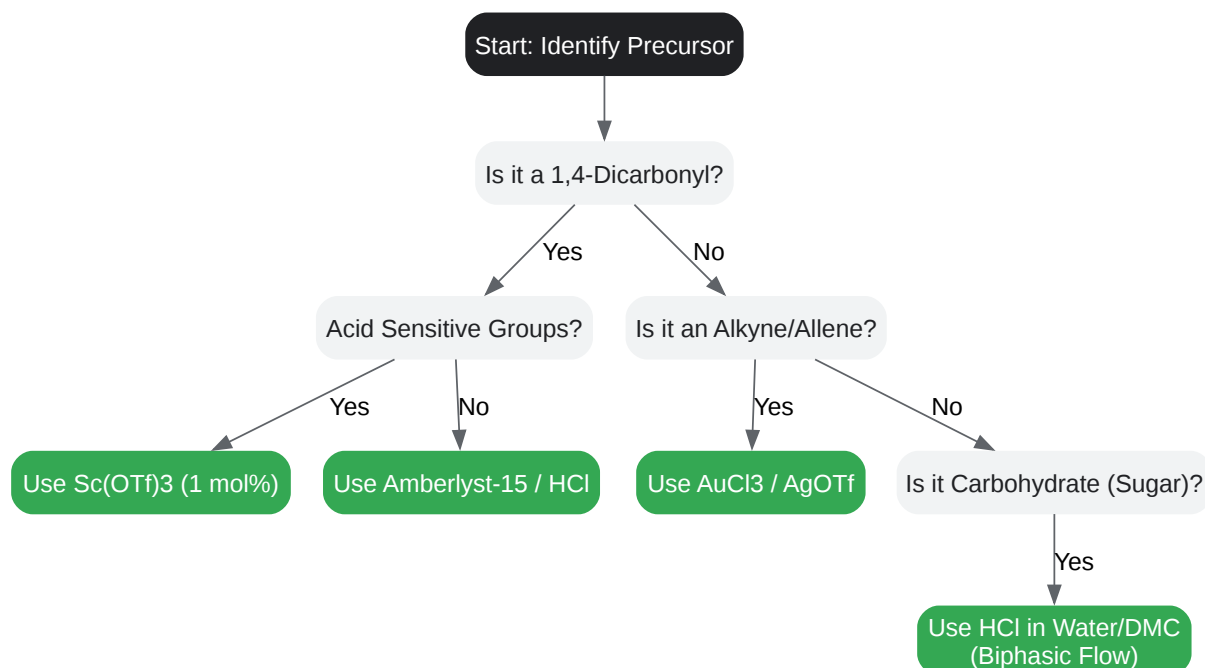 Start: Identify Precursor
Is it a 1,4-Dicarbonyl?
Yes
No
Acid Sensitive Groups?
Is it an Alkyne/Allene?
Yes
No
Yes
No
Use Sc(OTf)3 (1 mol%)
Use Amberlyst-15 / HCl
Use AuCl3 / AgOTf
Is it Carbohydrate (Sugar)?
Yes
Use HCl in Water/DMC
(Biphasic Flow)